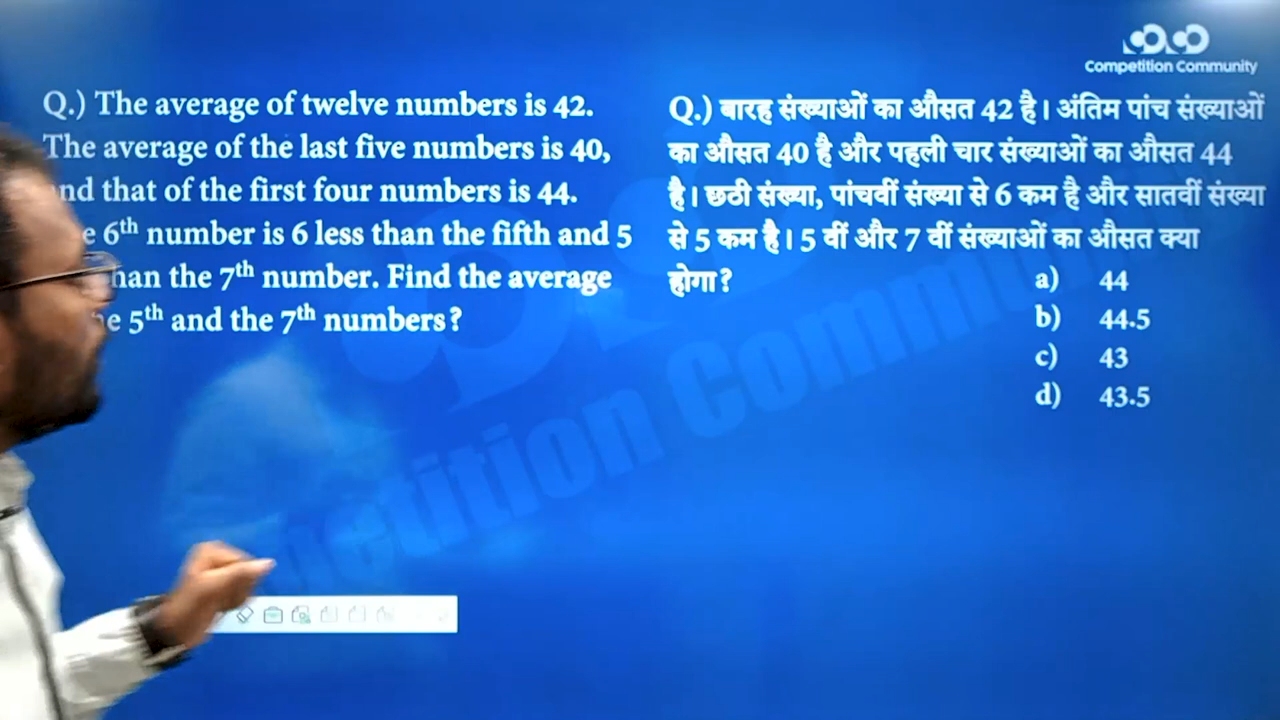 Competition Community
Q.) The average of twelve numbers is 42.
The average of the last five numbers is 40,
and that of the first four numbers is 44.
6th number is 6 less than the fifth and 5
than the 7th number. Find the average
5th and the 7th numbers?
Q.) बारह संख्याओं का औसत 42 है। अंतिम पांच संख्याओं
का औसत 40 है और पहली चार संख्याओं का औसत 44
है। छठी संख्या, पांचवीं संख्या से 6 कम है और सातवीं संख्या
से 5 कम है। 5 वीं और 7 वीं संख्याओं का औसत क्या
होगा?
a) 44
b) 44.5
c) 43
d) 43.5